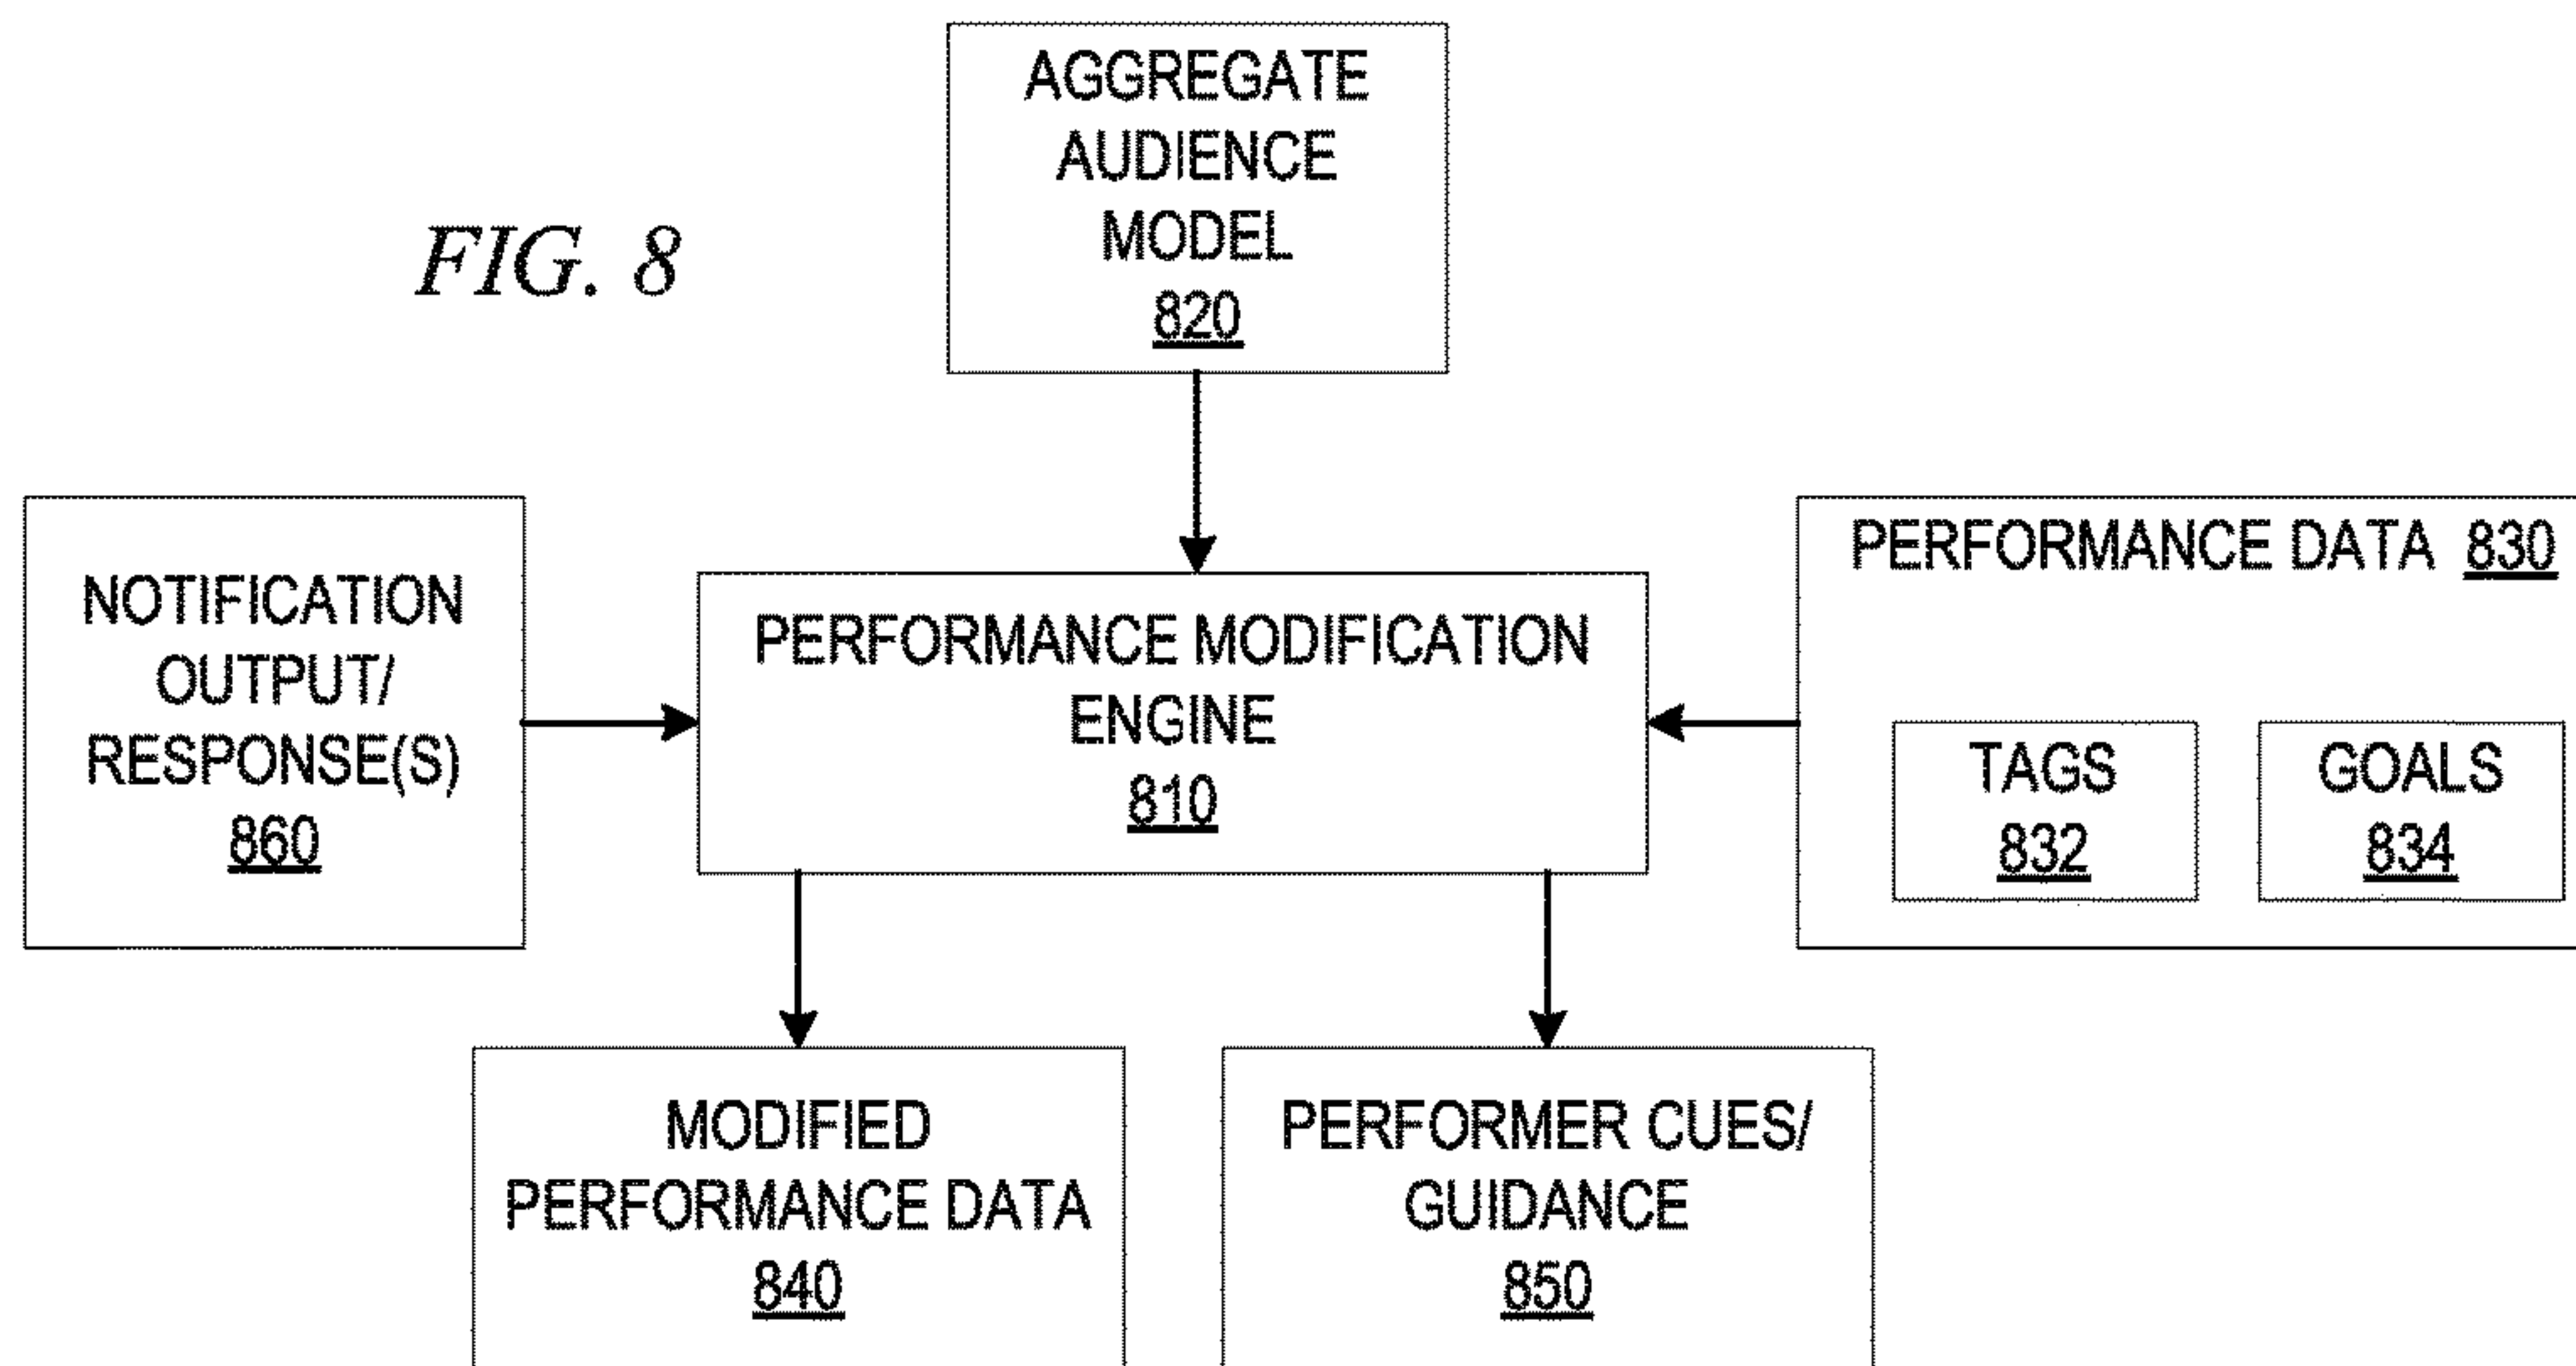 AGGREGATE
AUDIENCE
MODEL
820
FIG. 8
NOTIFICATION
OUTPUT/
RESPONSE(S)
860
PERFORMANCE MODIFICATION
ENGINE
810
PERFORMANCE DATA 830
TAGS
832
GOALS
834
MODIFIED
PERFORMANCE DATA
840
PERFORMER CUES/
GUIDANCE
850